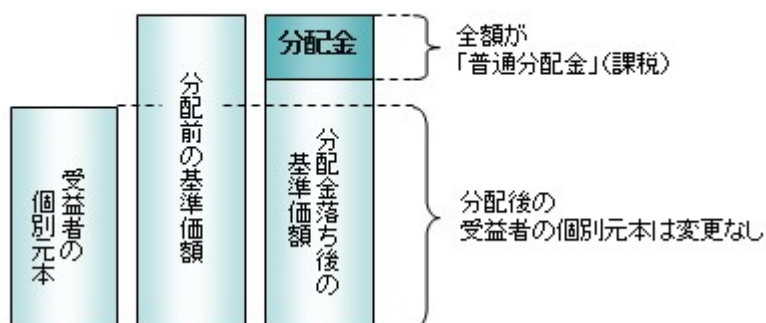 受益者の
個別元本
分配前の基準価額
分配金
分配金落ち後の
基準価額
全額が
「普通分配金」(課税)
分配後の
受益者の個別元本は変更なし